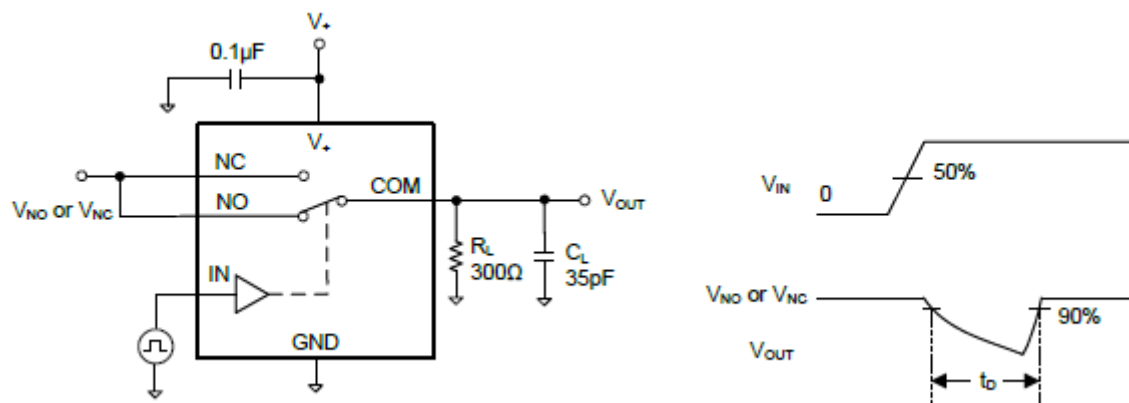 V+
0.1µF
V+
NC
NO
COM
VNO or VNC
VOUT
IN
RL
300Ω
CL
35pF
GND
VIN
0
50%
VNO or VNC
90%
VOUT
tD